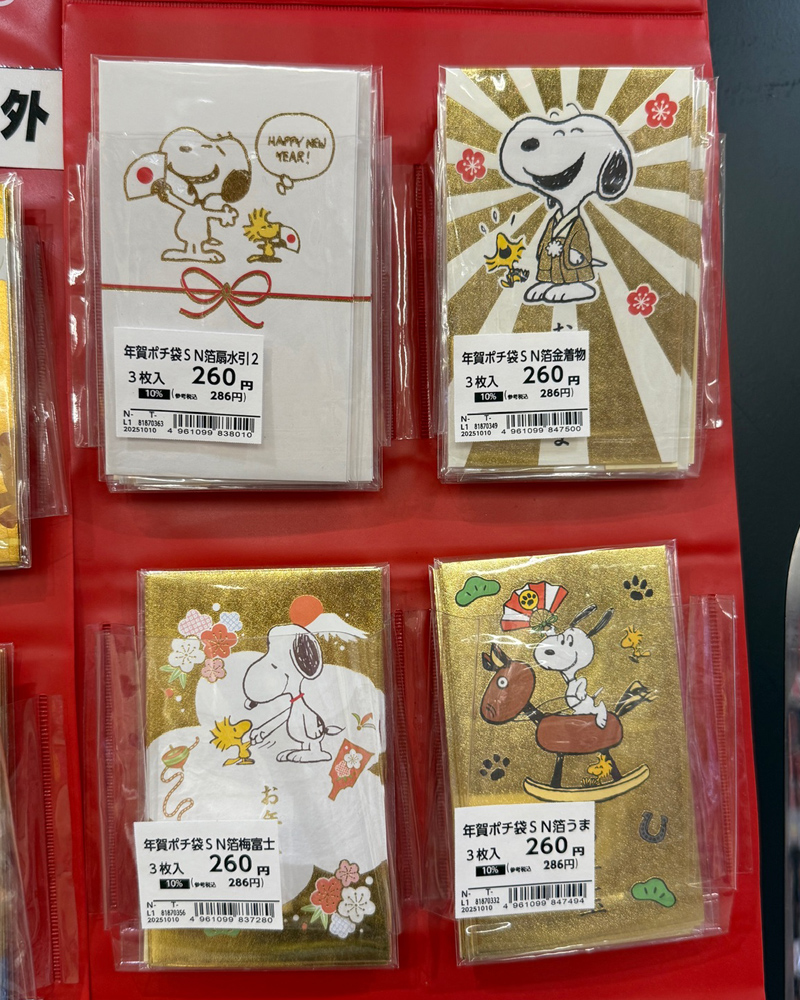 外
HAPPY NEW
YEAR!
年賀ポチ袋SN箔扇水引2
3枚入 260円
10% (参考税込 286円)
N- T-
L1 81870363
20251010 4 961099 838010
お
年賀ポチ袋SN箔金着物
3枚入 260円
10% (参考税込 286円)
N- T-
L1 81870349
20251010 4 961099 847500
ま
お年
年賀ポチ袋SN箔梅富士
3枚入 260円
10% (参考税込 286円)
N- T-
L1 81870356
20251010 4 961099 837280
年賀ポチ袋SN箔うま
3枚入 260円
10% (参考税込 286円)
N- T-
L1 81870332
20251010 4 961099 847494